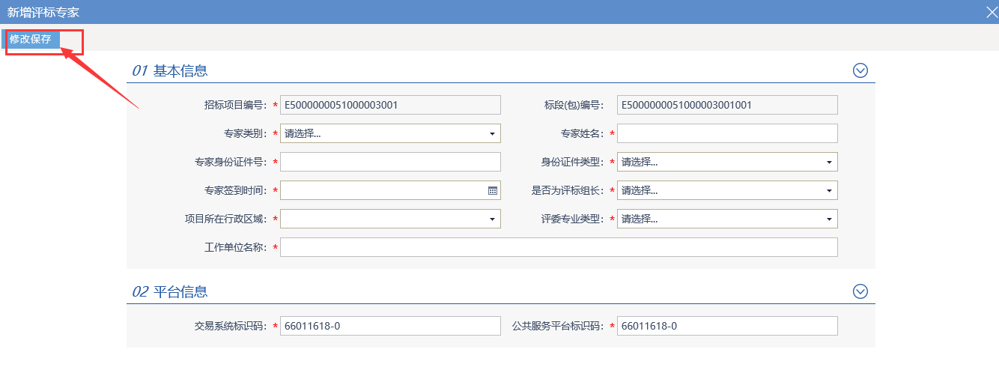 新增评标专家
修改保存
01 基本信息
招标项目编号： * E5000000051000003001 标段(包)编号： E5000000051000003001001
专家类别： * 请选择... 专家姓名： *
专家身份证件号： * 身份证件类型： * 请选择...
专家签到时间： * 是否为评标组长： * 请选择...
项目所在行政区域： * 评委专业类型： * 请选择...
工作单位名称： *
02 平台信息
交易系统标识码： * 66011618-0 公共服务平台标识码： * 66011618-0